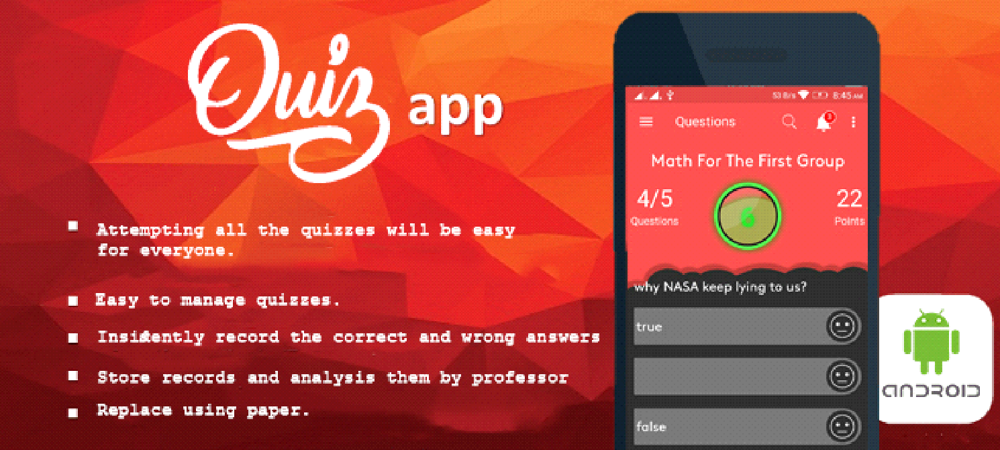 Quiz app
Attempting all the quizzes will be easy
for everyone.
Easy to manage quizzes.
record the correct and wrong answers
Store records and analysis them by professor
Replace using paper.
8:45 AM
Questions
3
Math For The First Group
4/5
Questions
6
22
Points
why NASA keep lying to us?
true
false
ANDROID